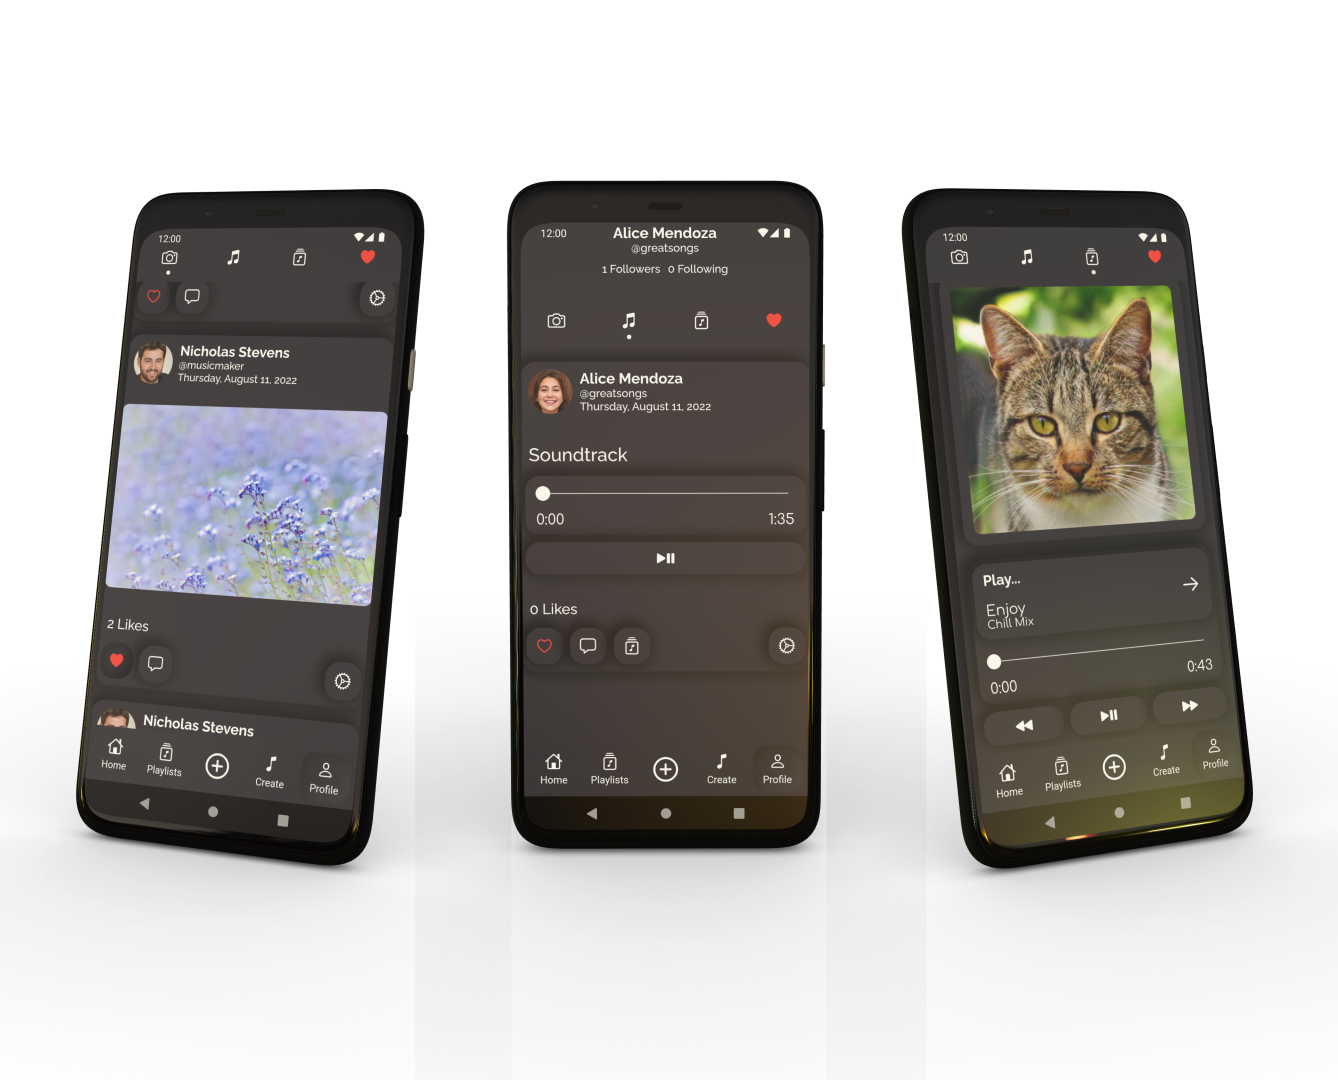 12:00
Nicholas Stevens
@musicmaker
Thursday, August 11, 2022
2 Likes
Nicholas Stevens
Home
Playlists
Create
Profile
12:00
Alice Mendoza
@greatsongs
1 Followers 0 Following
Alice Mendoza
@greatsongs
Thursday, August 11, 2022
Soundtrack
0:00 1:35
0 Likes
Home Playlists Create Profile
12:00
Play...
Enjoy
Chill Mix
0:00 0:43
Home Playlists Create Profile